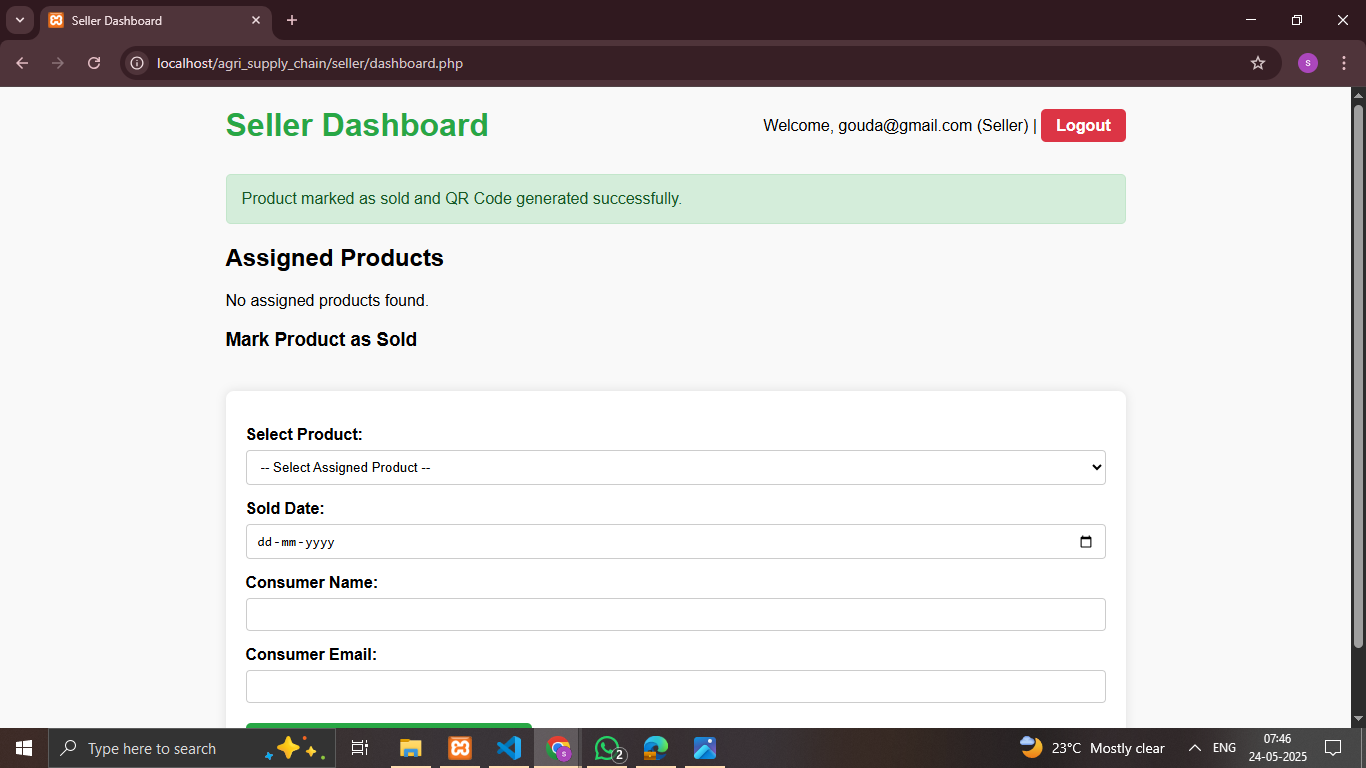 Seller Dashboard
localhost/agri_supply_chain/seller/dashboard.php
s
Seller Dashboard
Welcome, gouda@gmail.com (Seller) | Logout
Product marked as sold and QR Code generated successfully.
Assigned Products
No assigned products found.
Mark Product as Sold
Select Product:
-- Select Assigned Product --
Sold Date:
dd-mm-yyyy
Consumer Name:
Consumer Email:
Type here to search
s
2
23°C Mostly clear
ENG
07:46
24-05-2025